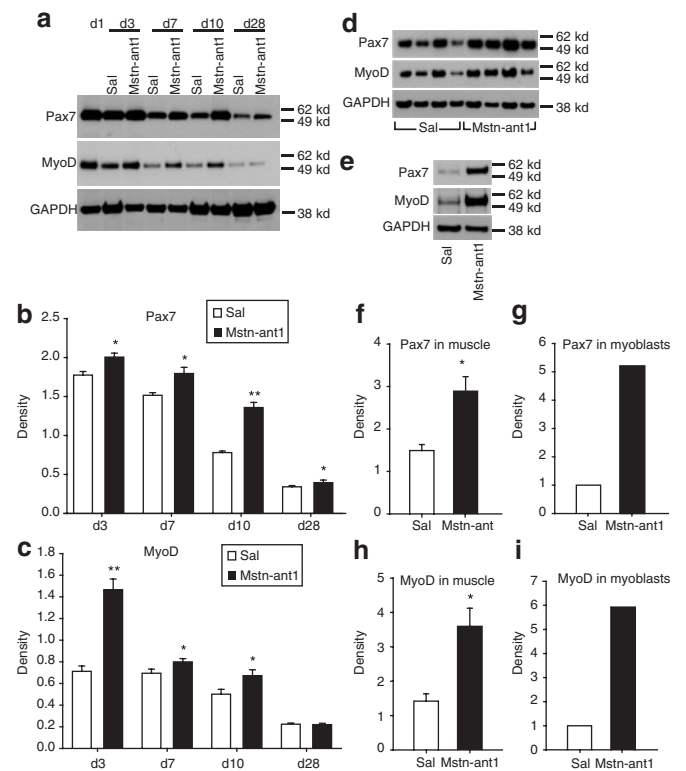 a
d1 d3 d7 d10 d28
Sal Mstn-ant1 Sal Mstn-ant1 Sal Mstn-ant1 Sal Mstn-ant1
Pax7
62 kd
49 kd
MyoD
62 kd
49 kd
GAPDH
38 kd
d
Pax7
62 kd
49 kd
MyoD
62 kd
49 kd
GAPDH
38 kd
Sal Mstn-ant1
e
Pax7
62 kd
49 kd
MyoD
62 kd
49 kd
GAPDH
38 kd
Sal Mstn-ant1
b
Pax7
Sal
Mstn-ant1
Density
2.5
2.0
1.5
1.0
0.5
0.0
* * ** *
d3 d7 d10 d28
c
MyoD
Sal
Mstn-ant1
Density
1.8
1.6
1.4
1.2
1.0
0.8
0.6
0.4
0.2
0.0
** * *
d3 d7 d10 d28
f
Pax7 in muscle
Density
4
3
2
1
0
*
Sal Mstn-ant
g
Pax7 in myoblasts
Density
6
5
4
3
2
1
0
Sal Mstn-ant1
h
MyoD in muscle
Density
5
4
3
2
1
0
*
Sal Mstn-ant1
i
MyoD in myoblasts
Density
7
6
5
4
3
2
1
0
Sal Mstn-ant1